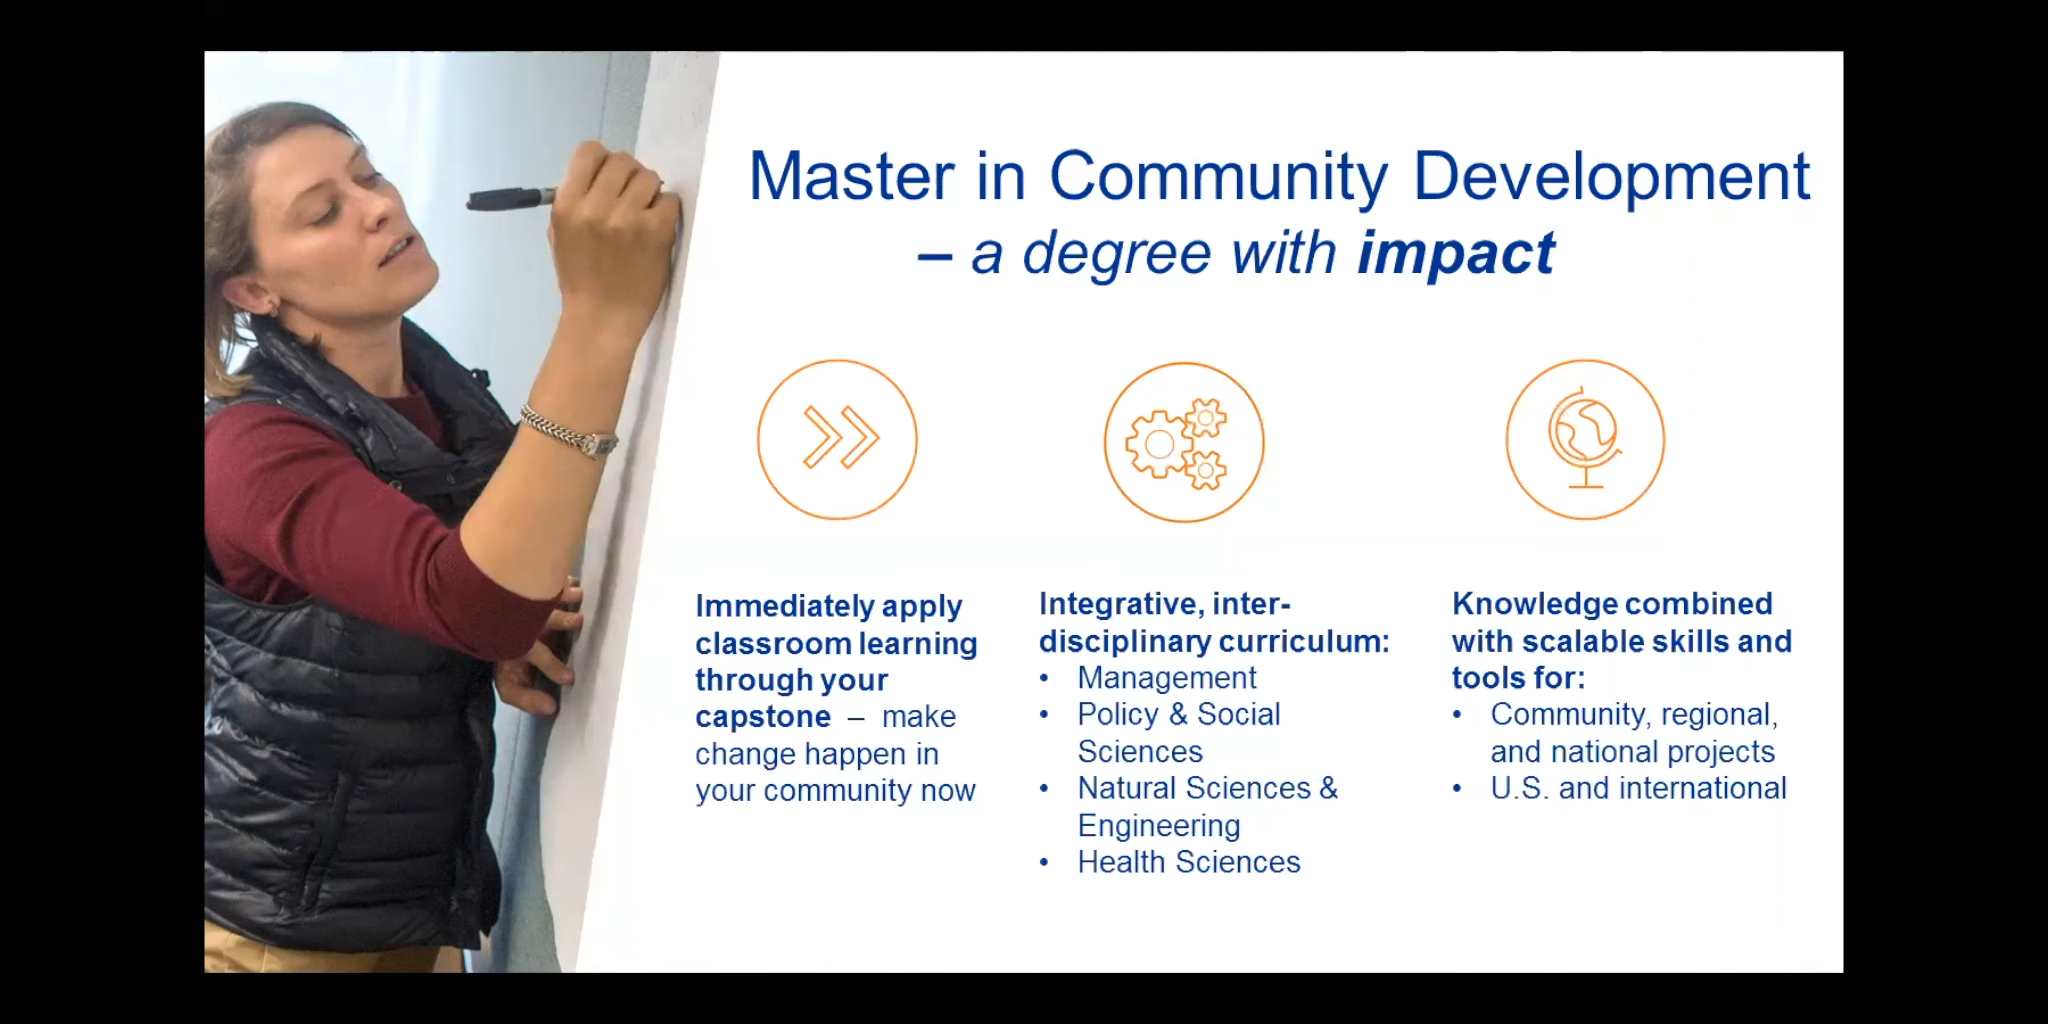 Master in Community Development
– a degree with impact
Immediately apply
classroom learning
through your
capstone – make
change happen in
your community now
Integrative, inter-
disciplinary curriculum:
• Management
• Policy & Social
Sciences
• Natural Sciences &
Engineering
• Health Sciences
Knowledge combined
with scalable skills and
tools for:
• Community, regional,
and national projects
• U.S. and international